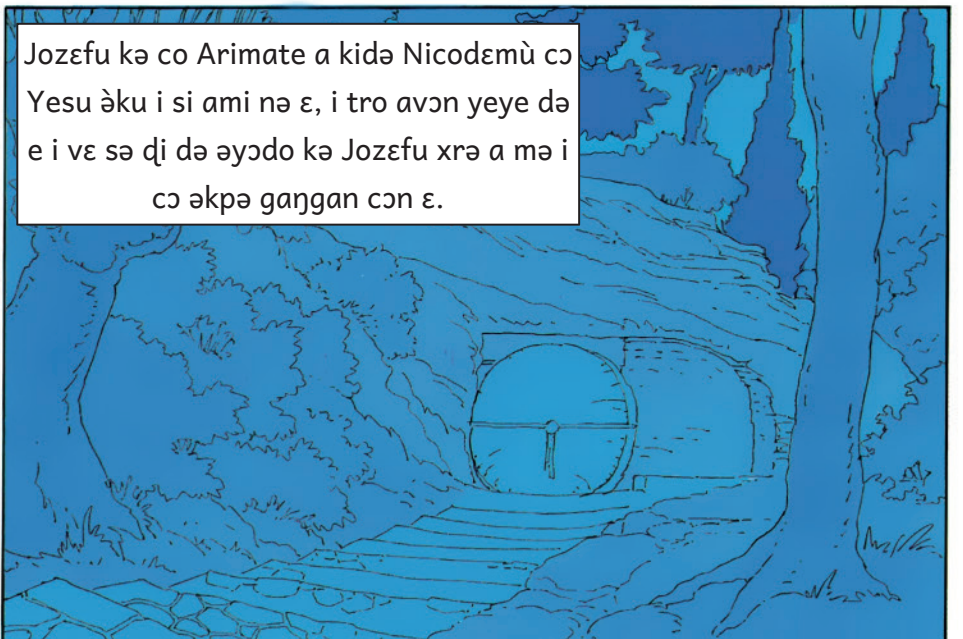 Jozɛfu kə co Arimate a kidə Nicodɛmù cɔ
Yesu ə̀ku i si ami nə ɛ, i tro avɔn yeye də
e i vɛ sə ɖi də əyɔdo kə Jozɛfu xrə a mə i
cɔ əkpə gaŋgan cɔn ɛ.